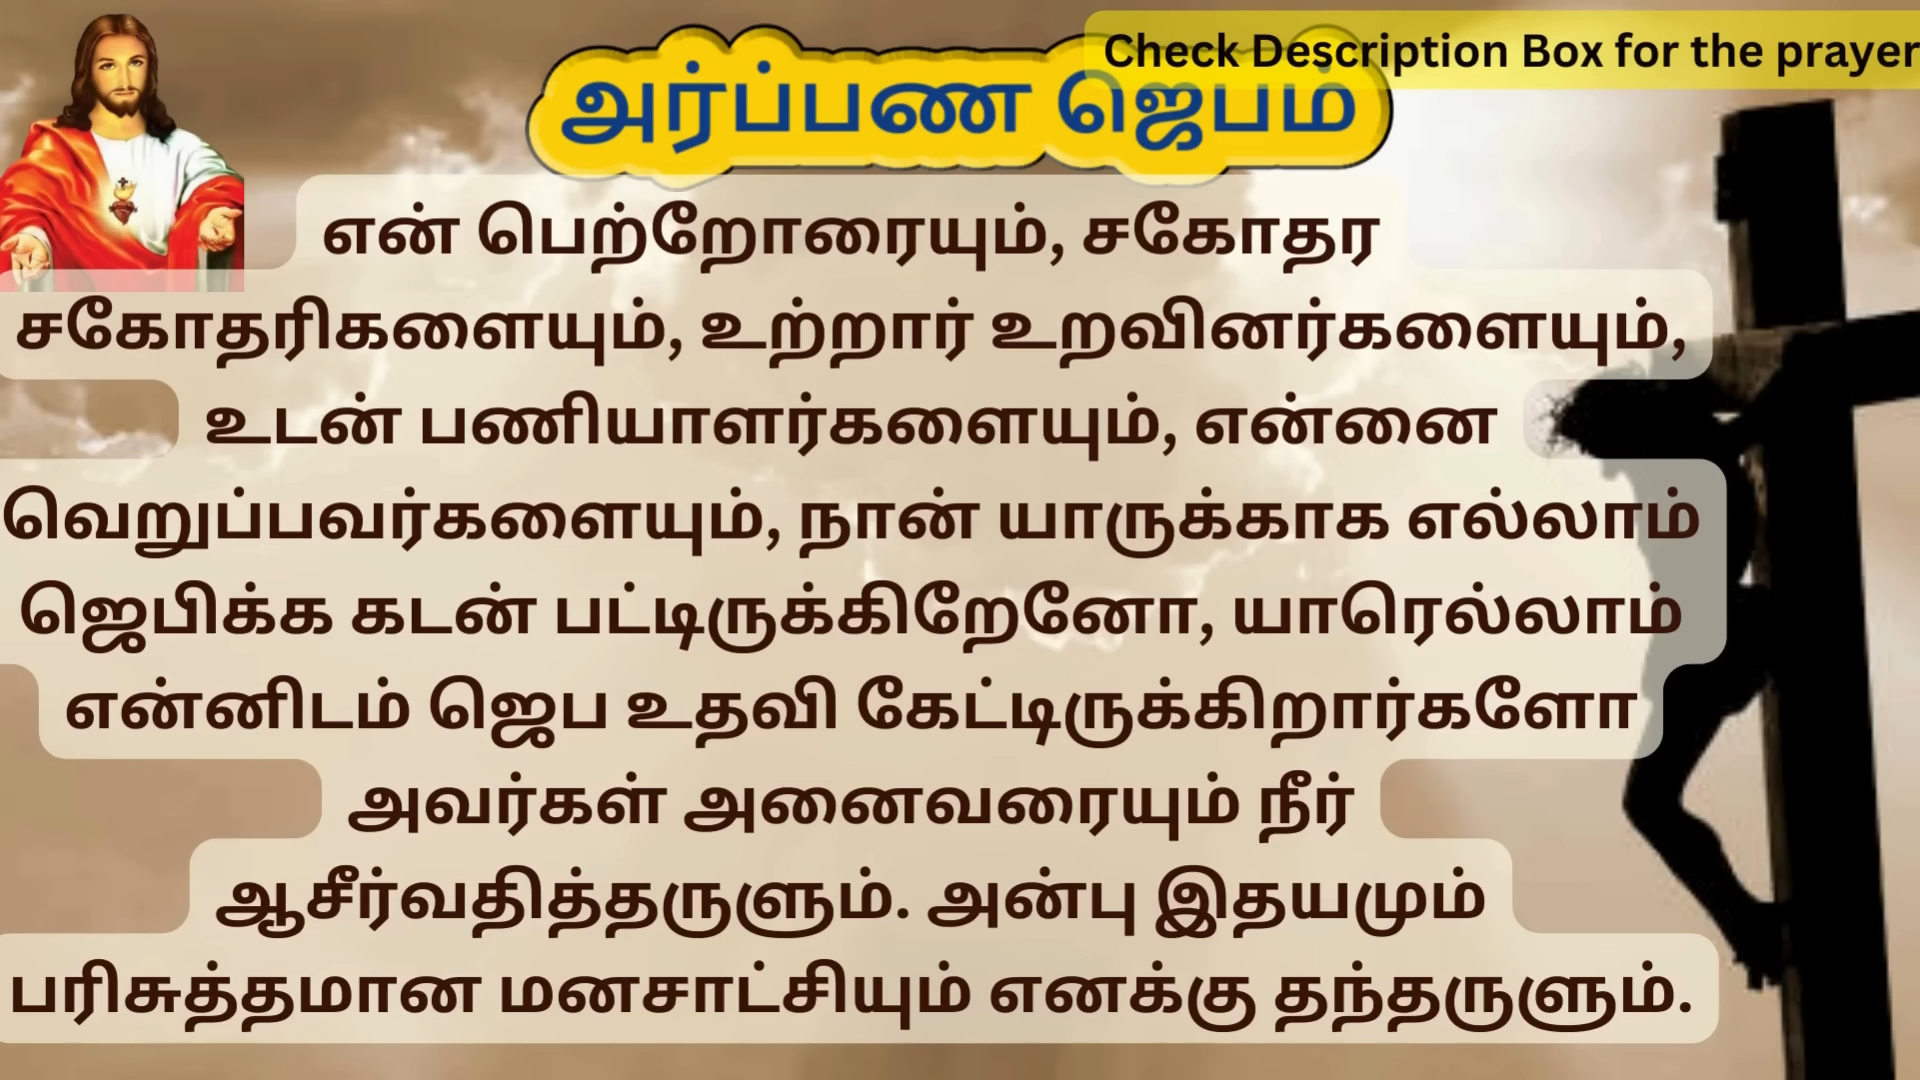 Check Description Box for the prayer
அர்ப்பண ஜெபம்
என் பெற்றோரையும், சகோதர
சகோதரிகளையும், உற்றார் உறவினர்களையும்,
உடன் பணியாளர்களையும், என்னை
வெறுப்பவர்களையும், நான் யாருக்காக எல்லாம்
ஜெபிக்க கடன் பட்டிருக்கிறேனோ, யாரெல்லாம்
என்னிடம் ஜெப உதவி கேட்டிருக்கிறார்களோ
அவர்கள் அனைவரையும் நீர்
ஆசீர்வதித்தருளும். அன்பு இதயமும்
பரிசுத்தமான மனசாட்சியும் எனக்கு தந்தருளும்.